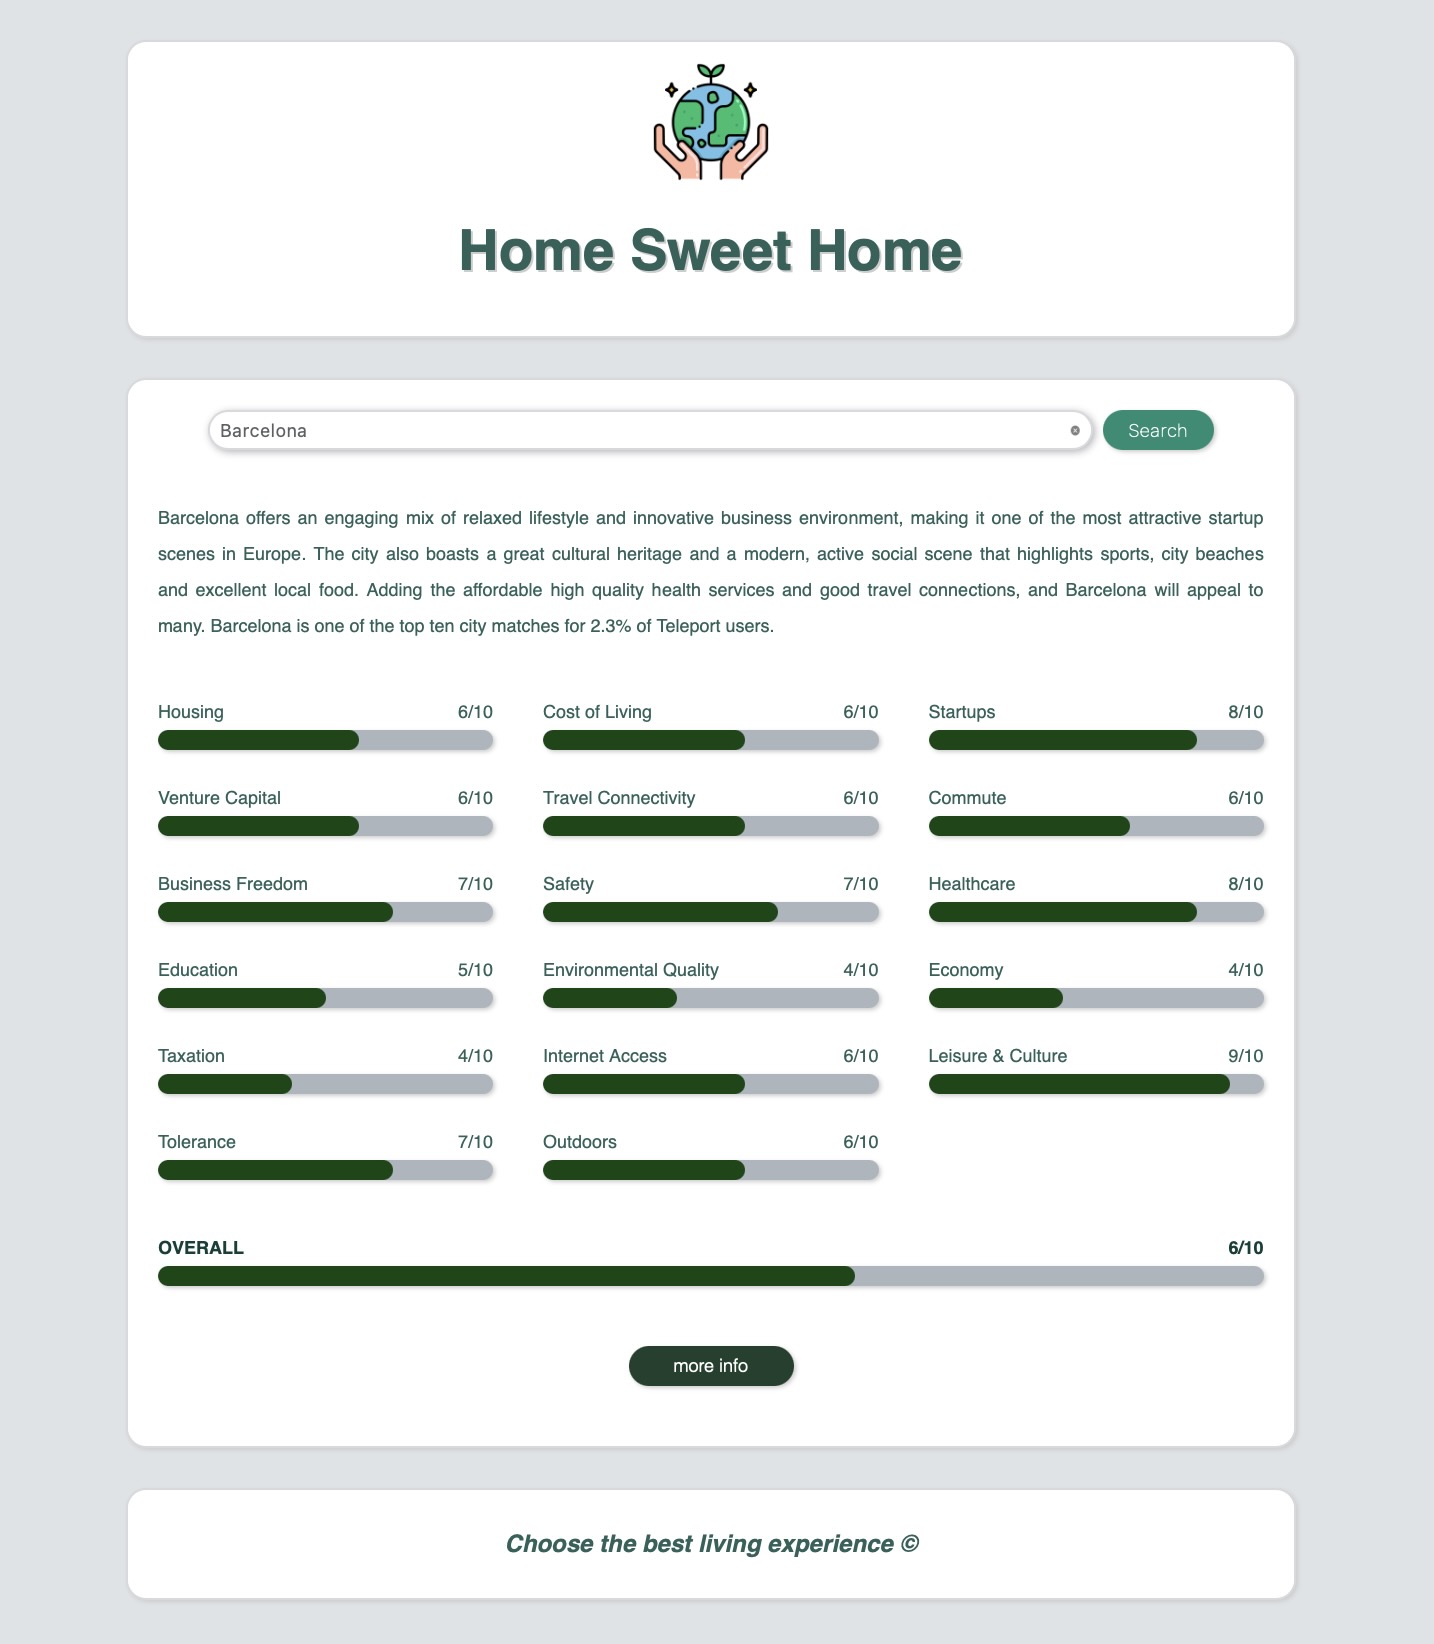 Home Sweet Home
Barcelona
Search
Barcelona offers an engaging mix of relaxed lifestyle and innovative business environment, making it one of the most attractive startup
scenes in Europe. The city also boasts a great cultural heritage and a modern, active social scene that highlights sports, city beaches
and excellent local food. Adding the affordable high quality health services and good travel connections, and Barcelona will appeal to
many. Barcelona is one of the top ten city matches for 2.3% of Teleport users.
Housing 6/10 Cost of Living 6/10 Startups 8/10
Venture Capital 6/10 Travel Connectivity 6/10 Commute 6/10
Business Freedom 7/10 Safety 7/10 Healthcare 8/10
Education 5/10 Environmental Quality 4/10 Economy 4/10
Taxation 4/10 Internet Access 6/10 Leisure & Culture 9/10
Tolerance 7/10 Outdoors 6/10
OVERALL 6/10
more info
Choose the best living experience ©